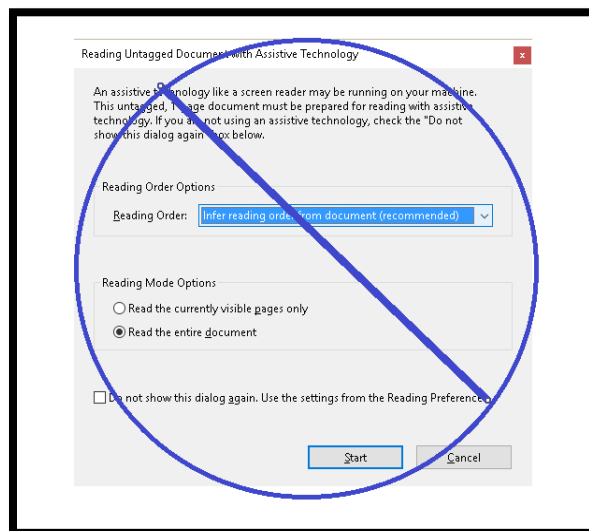 Reading Untagged Document with Assistive Technology
x
An assistive technology like a screen reader may be running on your machine.
This untagged, page document must be prepared for reading with assistive
technology. If you are not using an assistive technology, check the "Do not
show this dialog again" box below.
Reading Order Options
Reading Order: Infer reading order from document (recommended)
Reading Mode Options
Read the currently visible pages only
Read the entire document
Do not show this dialog again. Use the settings from the Reading Preference
Start Cancel